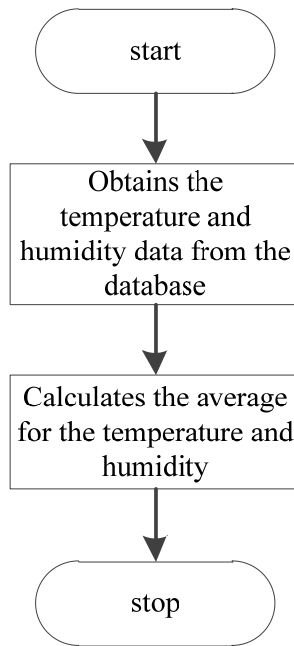 start
Obtains the
temperature and
humidity data from the
database
Calculates the average
for the temperature and
humidity
stop